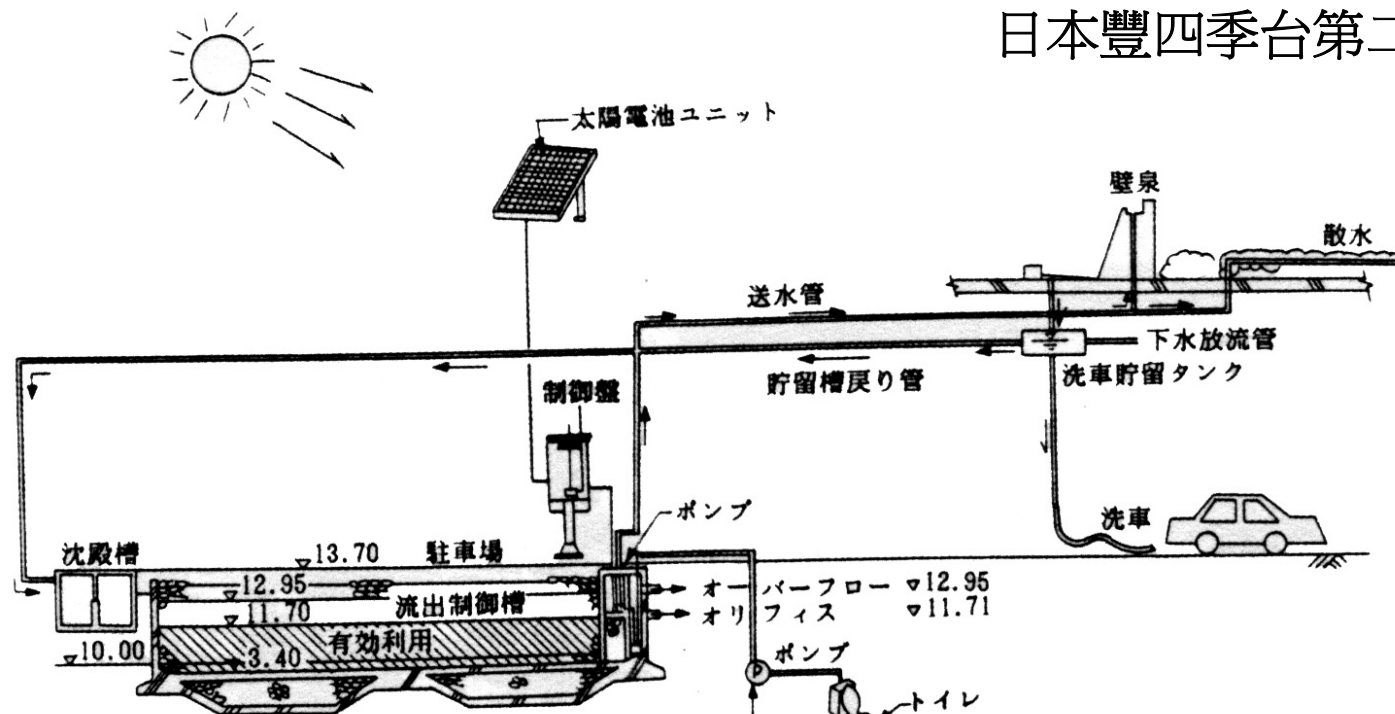 日本豐四季台第二
太陽電池ユニット
壁泉
散水
送水管
下水放流管
洗車貯留タンク
貯留槽戻り管
制御盤
ポンプ
洗車
沈殿槽
▽13.70
駐車場
▽12.95
オーバーフロー ▽12.95
流出制御槽
▽11.70
オリフィス ▽11.71
有効利用
▽10.00
3.40
ポンプ
P
トイレ